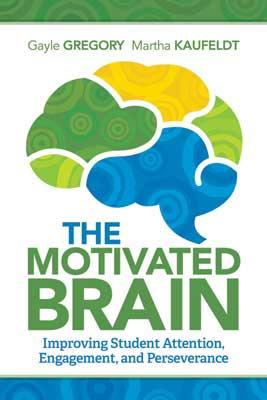 Gayle GREGORY Martha KAUFELDT
THE
MOTIVATED
BRAIN
Improving Student Attention,
Engagement, and Perseverance